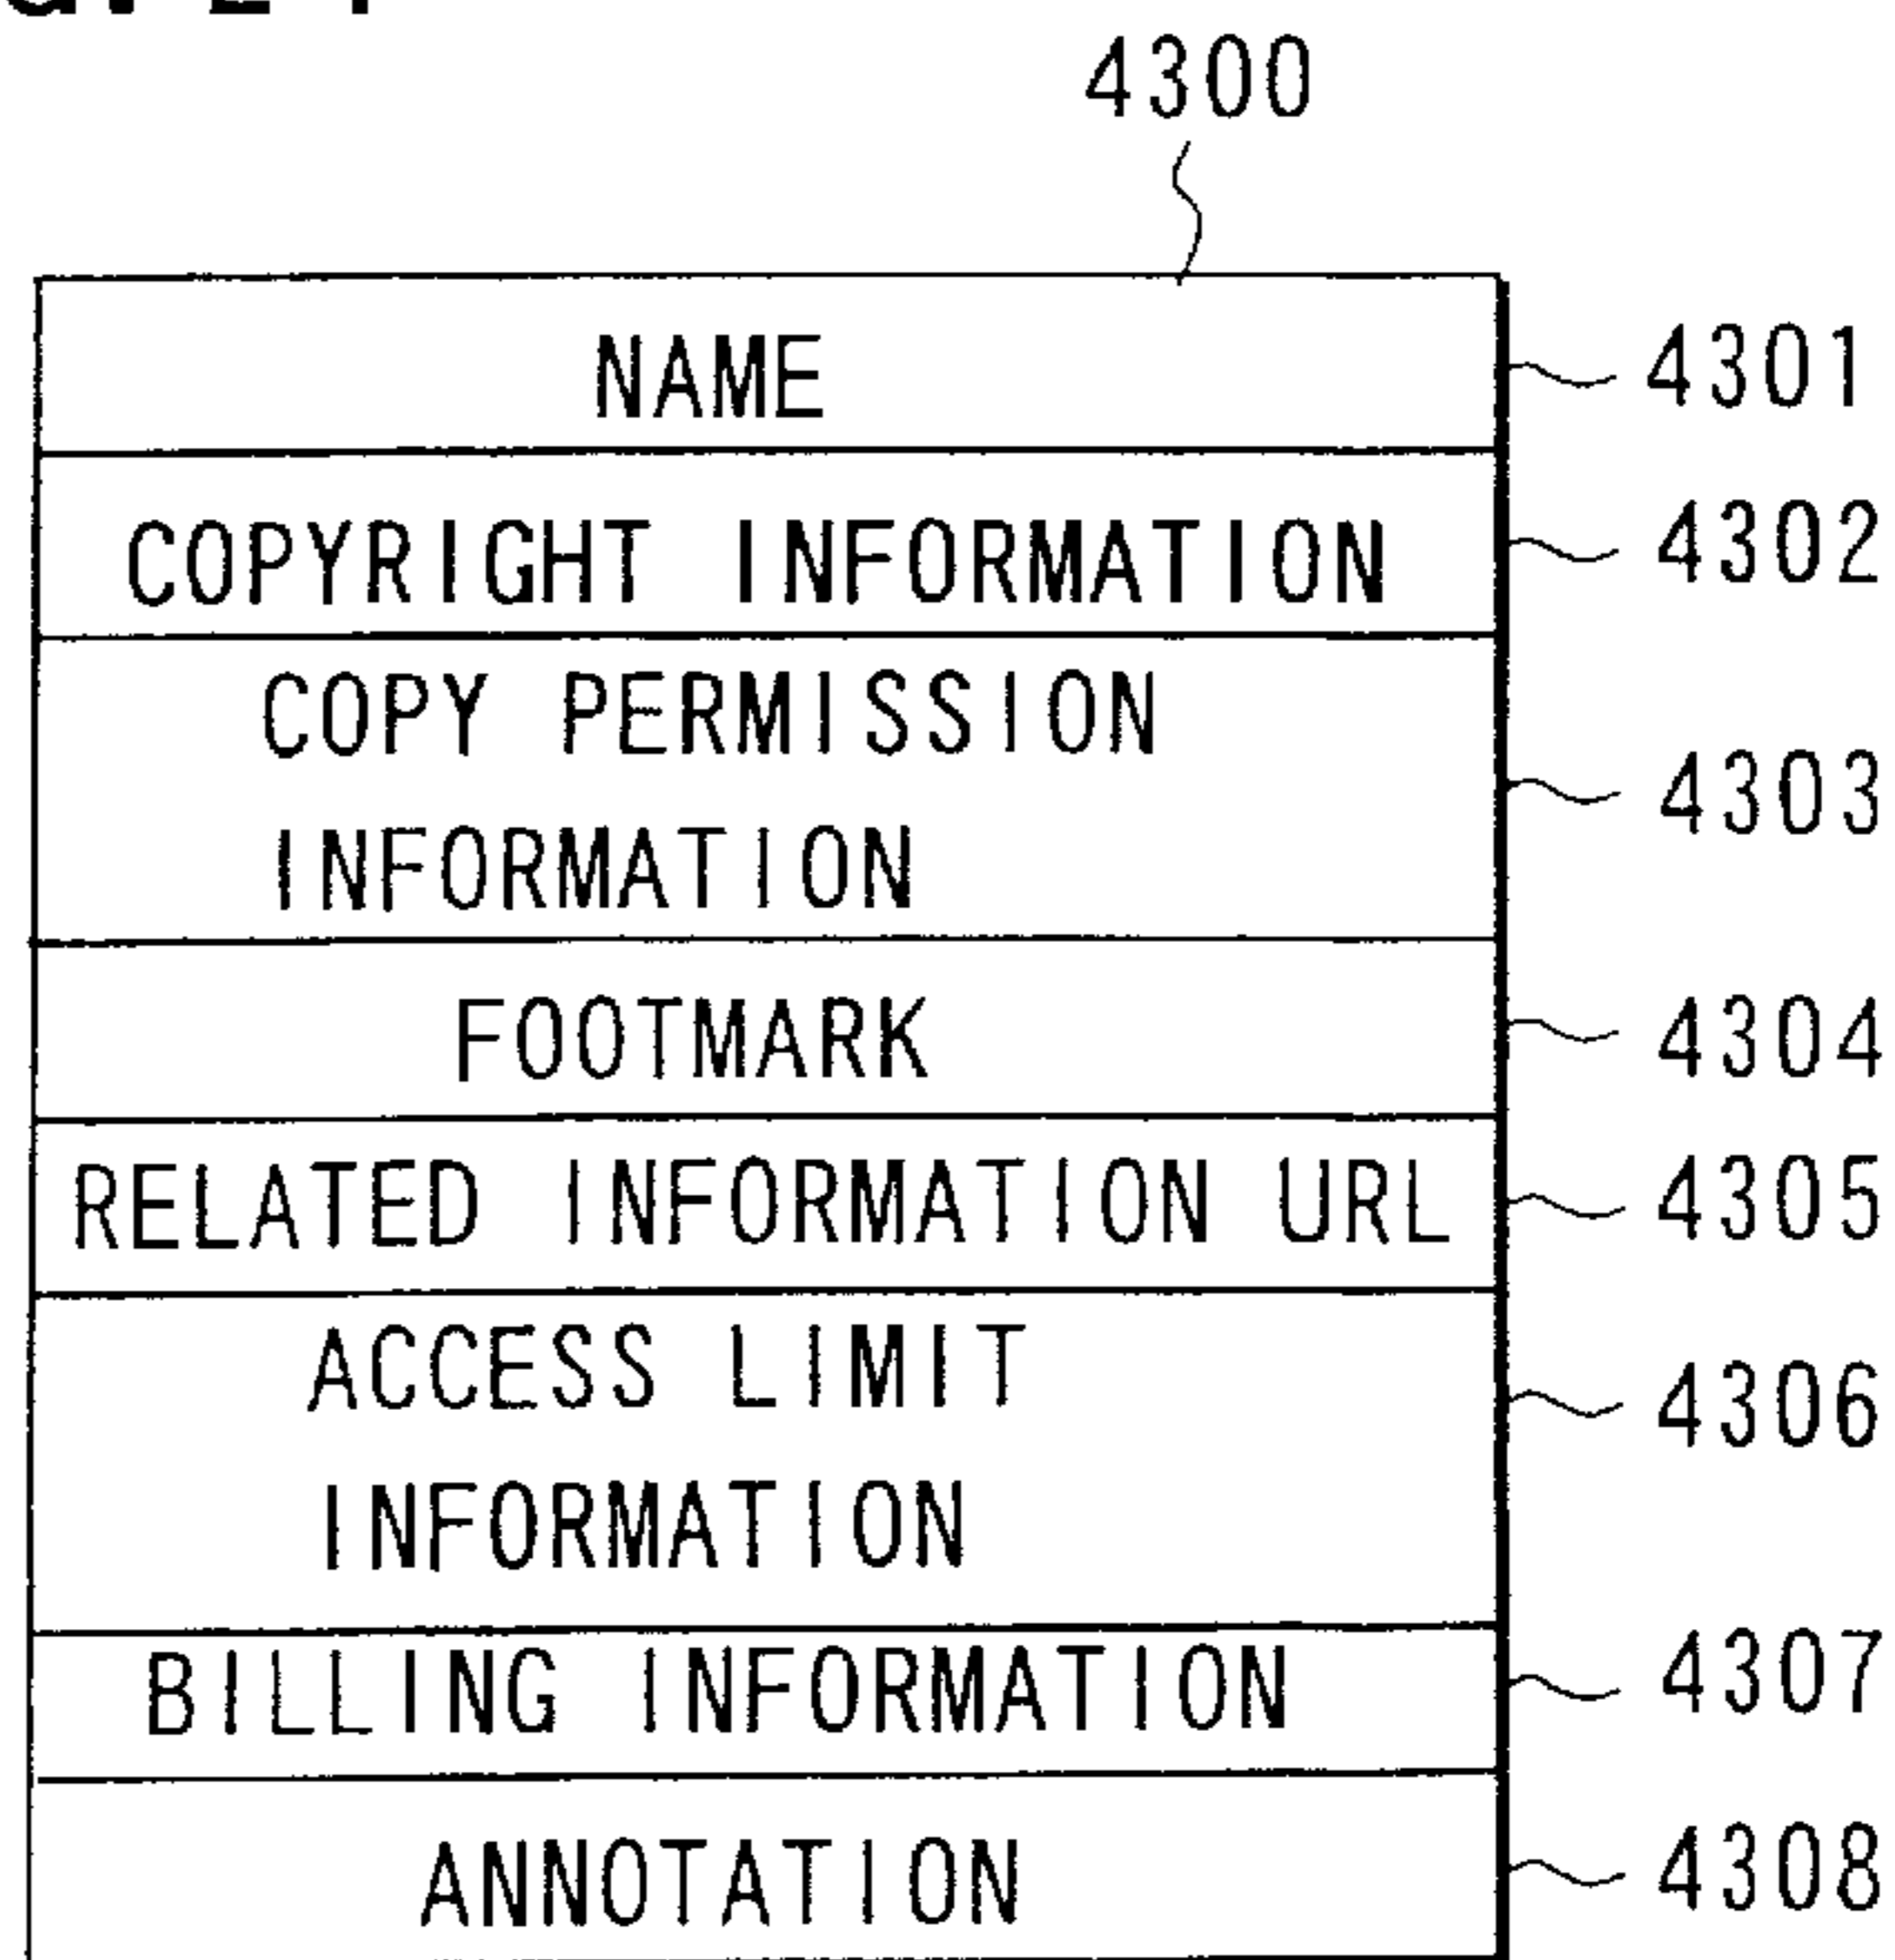 4300
NAME 4301
COPYRIGHT INFORMATION 4302
COPY PERMISSION
INFORMATION 4303
FOOTMARK 4304
RELATED INFORMATION URL 4305
ACCESS LIMIT
INFORMATION 4306
BILLING INFORMATION 4307
ANNOTATION 4308